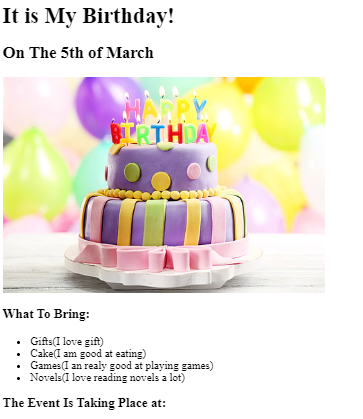 It is My Birthday!
On The 5th of March
HAPPY
BIRTHDAY
What To Bring:
Gifts(I love gift)
Cake(I am good at eating)
Games(I an realy good at playing games)
Novels(I love reading novels a lot)
The Event Is Taking Place at: